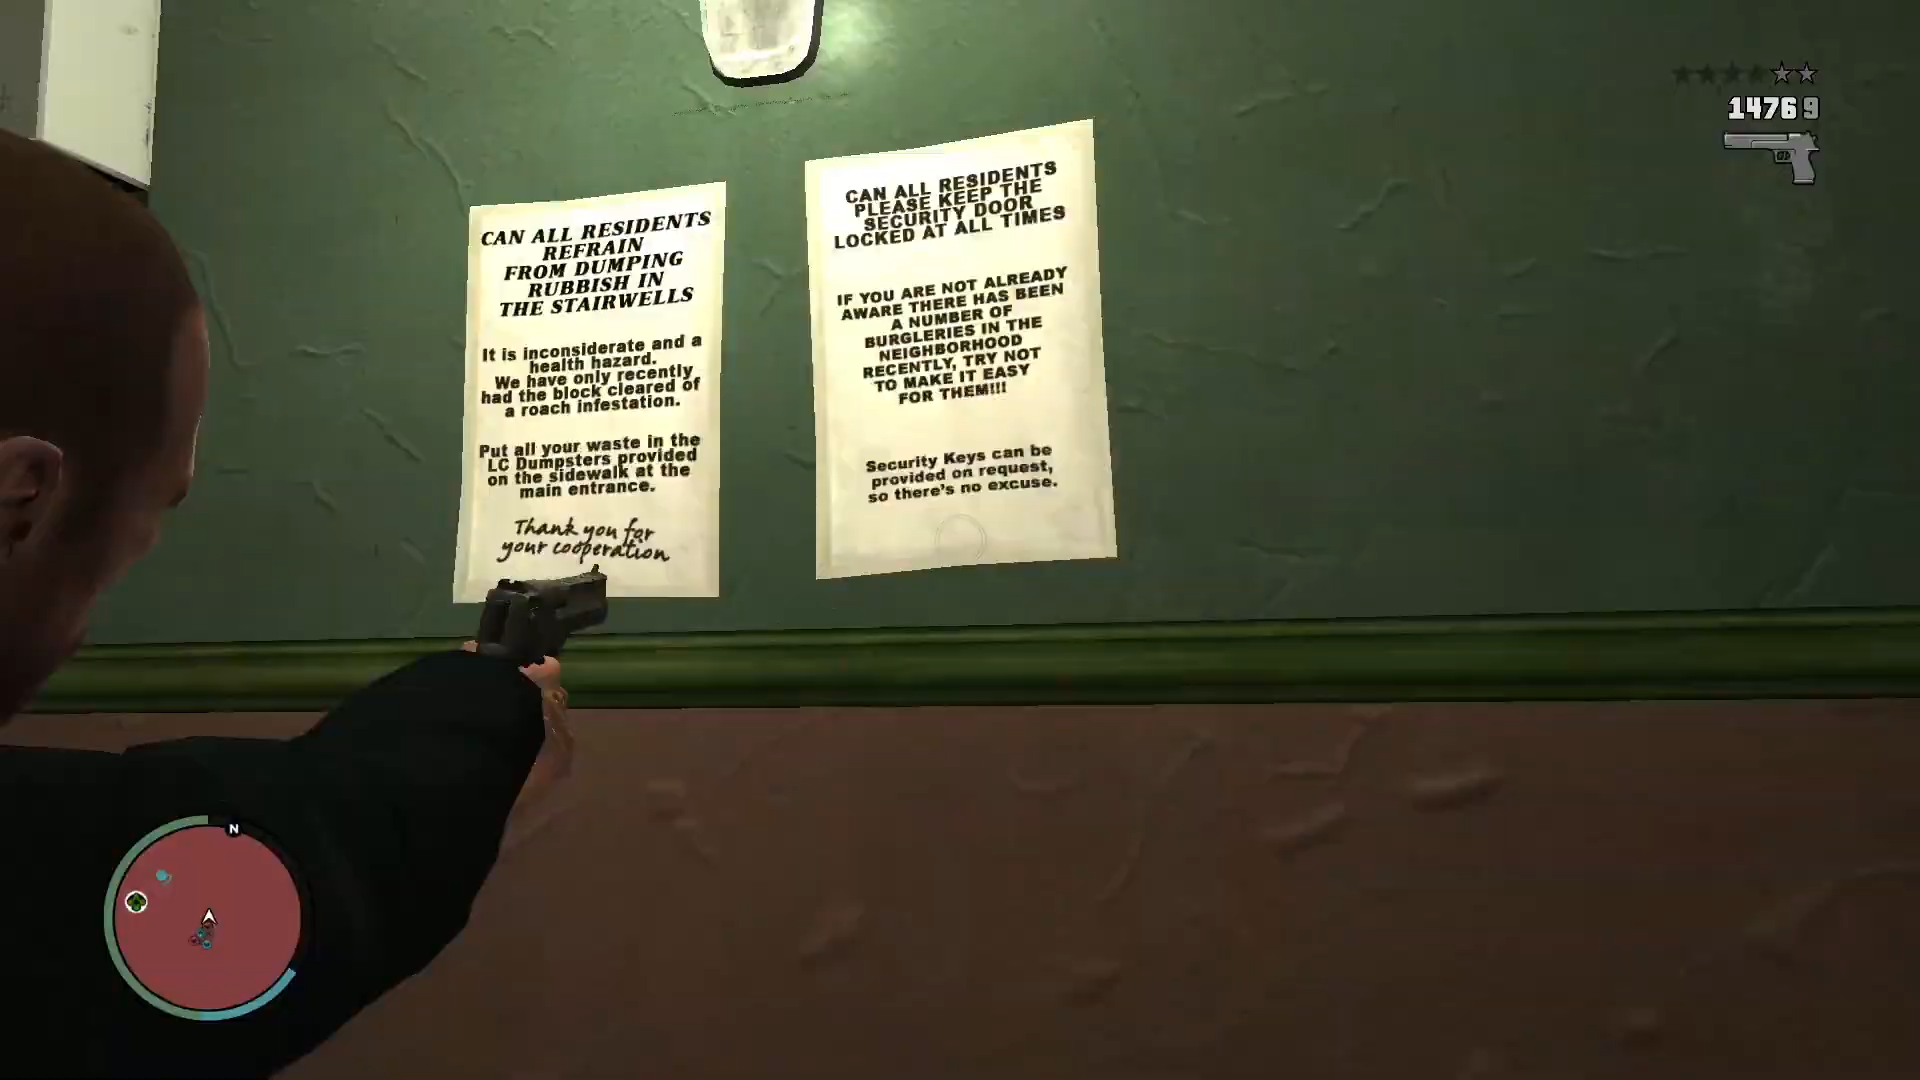 CAN ALL RESIDENTS
REFRAIN
FROM DUMPING
RUBBISH IN
THE STAIRWELLS
It is inconsiderate and a
health hazard.
We have only recently
had the block cleared of
a roach infestation.
Put all your waste in the
LC Dumpsters provided
on the sidewalk at the
main entrance.
Thank you for
your cooperation
CAN ALL RESIDENTS
PLEASE KEEP THE
SECURITY DOOR
LOCKED AT ALL TIMES
IF YOU ARE NOT ALREADY
AWARE THERE HAS BEEN
A NUMBER OF
BURGLERIES IN THE
NEIGHBORHOOD
RECENTLY, TRY NOT
TO MAKE IT EASY
FOR THEM!!!
Security Keys can be
provided on request,
so there's no excuse.
1476 9
N